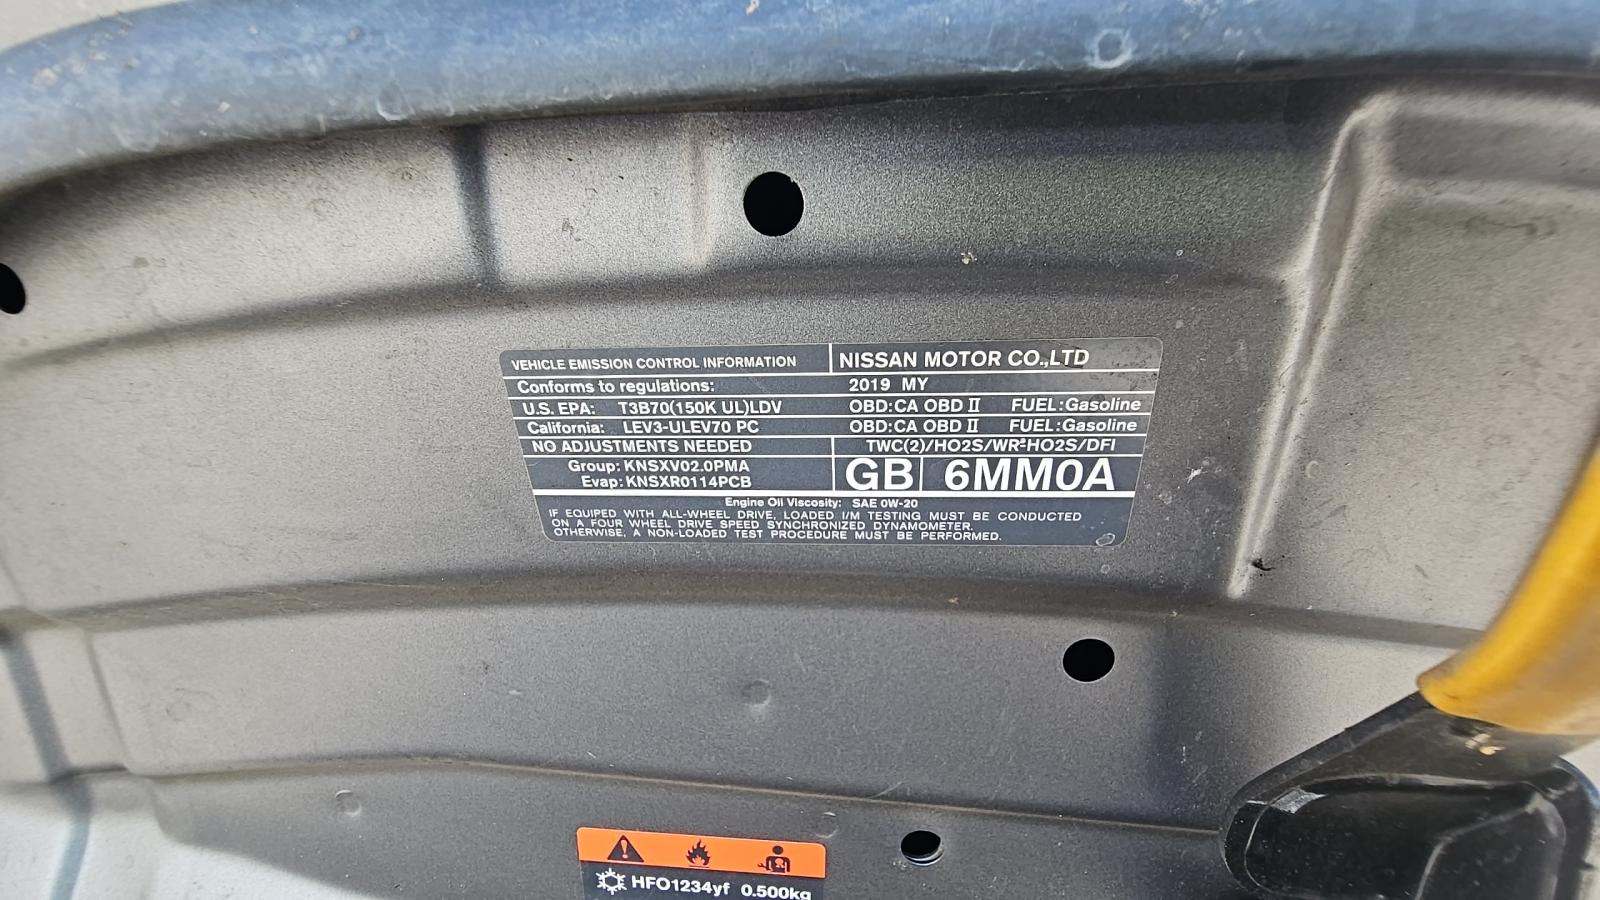 VEHICLE EMISSION CONTROL INFORMATION NISSAN MOTOR CO.,LTD
Conforms to regulations: 2019 MY
U.S. EPA: T3B70(150K UL)LDV OBD:CA OBD II FUEL:Gasoline
California: LEV3-ULEV70 PC OBD:CA OBD II FUEL:Gasoline
NO ADJUSTMENTS NEEDED TWC(2)/HO2S/WR-HO2S/DFI
Group: KNSXV02.0PMA GB 6MM0A
Evap: KNSXR0114PCB
Engine Oil Viscosity: SAE 0W-20
IF EQUIPED WITH ALL-WHEEL DRIVE, LOADED I/M TESTING MUST BE CONDUCTED
ON A FOUR WHEEL DRIVE SPEED SYNCHRONIZED DYNAMOMETER.
OTHERWISE, A NON-LOADED TEST PROCEDURE MUST BE PERFORMED.
HFO1234yf 0.500kg